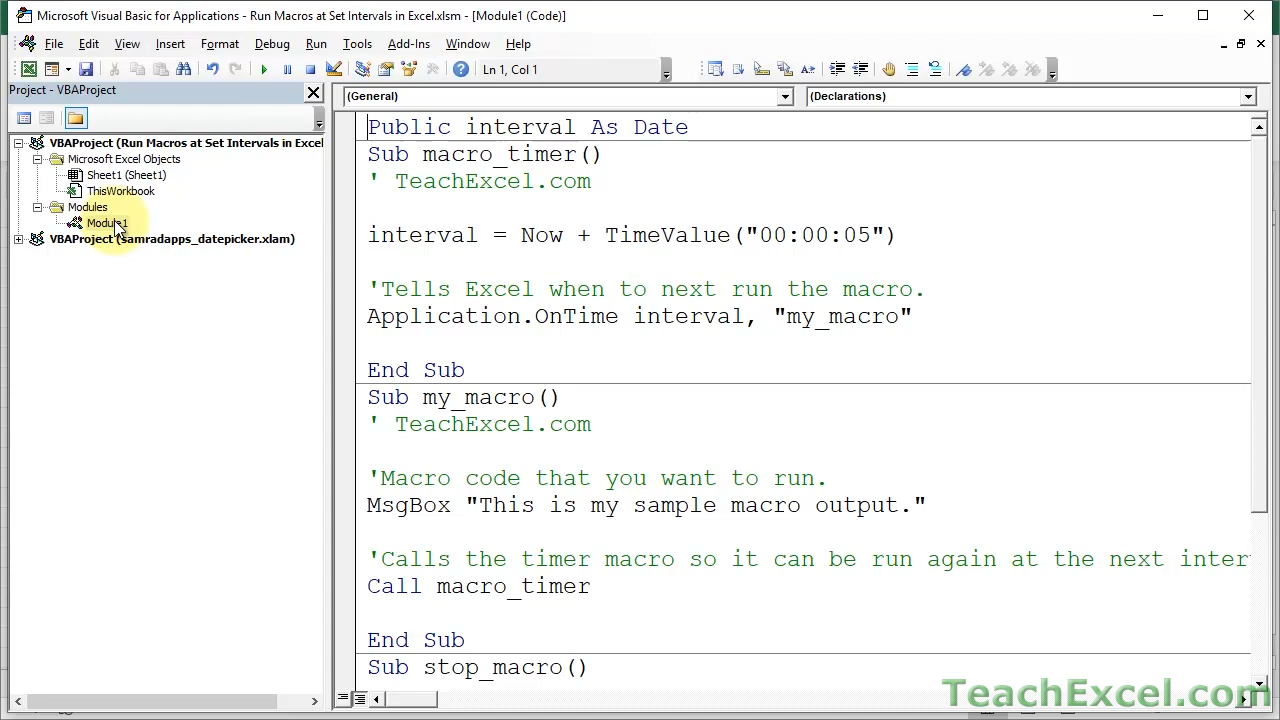 Microsoft Visual Basic for Applications - Run Macros at Set Intervals in Excel.xlsm - [Module1 (Code)]
File Edit View Insert Format Debug Run Tools Add-Ins Window Help
Ln 1, Col 1
Project - VBAProject
(General) (Declarations)
VBAProject (Run Macros at Set Intervals in Excel
Microsoft Excel Objects
Sheet1 (Sheet1)
ThisWorkbook
Modules
Module1
VBAProject (samradapps_datepicker.xlam)
Public interval As Date
Sub macro_timer()
' TeachExcel.com
interval = Now + TimeValue("00:00:05")
'Tells Excel when to next run the macro.
Application.OnTime interval, "my_macro"
End Sub
Sub my_macro()
' TeachExcel.com
'Macro code that you want to run.
MsgBox "This is my sample macro output."
'Calls the timer macro so it can be run again at the next inter
Call macro_timer
End Sub
Sub stop_macro()
TeachExcel.com